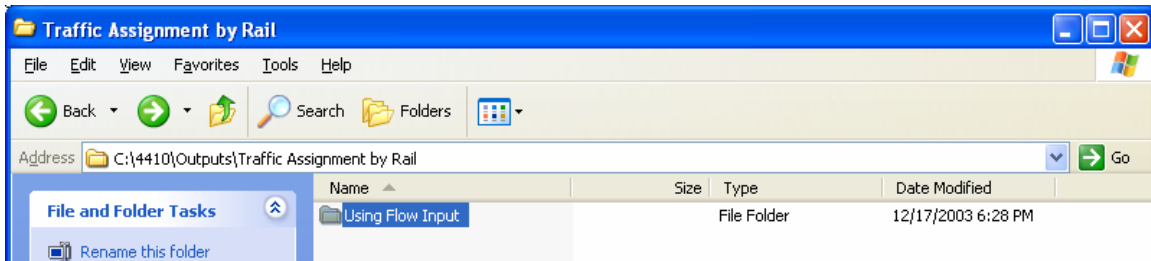 Traffic Assignment by Rail
File Edit View Favorites Tools Help
Back Search Folders
Address C:\4410\Outputs\Traffic Assignment by Rail Go
Name Size Type Date Modified
File and Folder Tasks
Using Flow Input File Folder 12/17/2003 6:28 PM
Rename this folder